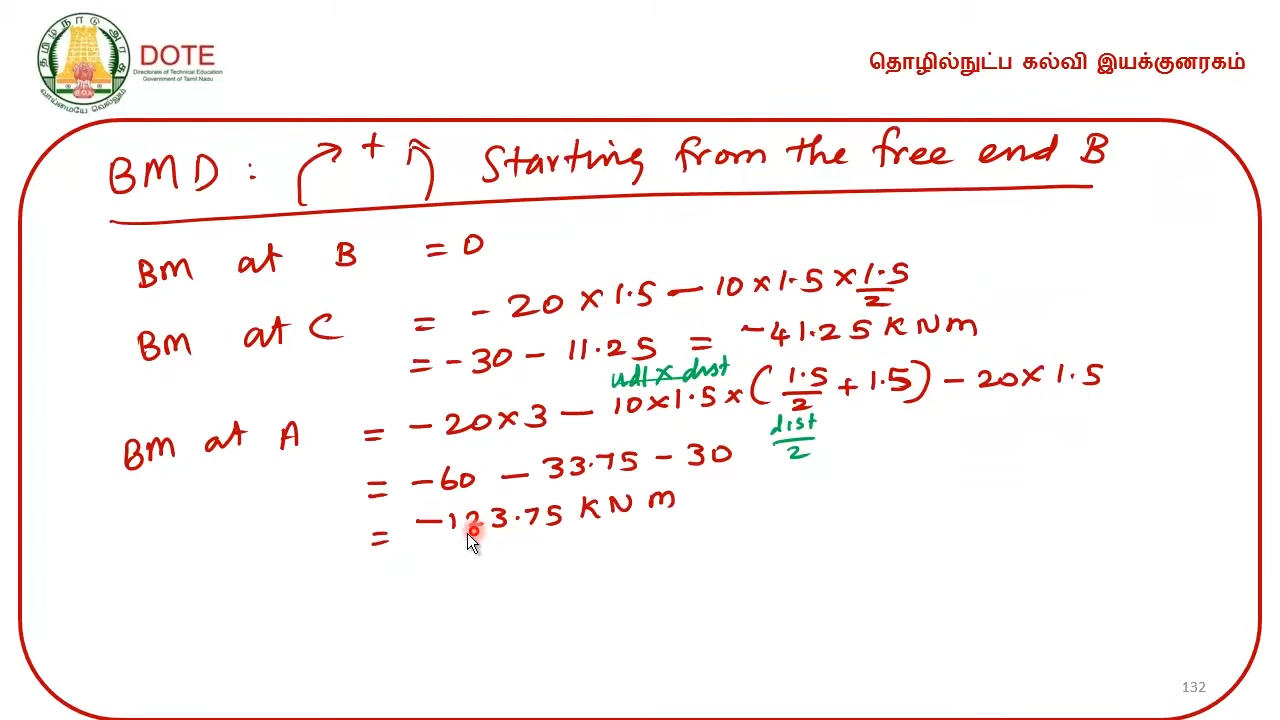 தமிழ்நாடு அரசு
வாய்மையே வெல்லும்
DOTE
Directorate of Technical Education
Government of Tamil Nadu
தொழில்நுட்ப கல்வி இயக்குனரகம்
BMD : + Starting from the free end B
BM at B = 0
BM at C = - 20 × 1.5 - 10 × 1.5 × 1.5/2
= - 30 - 11.25 = - 41.25 KNm
udl × dist
BM at A = - 20 × 3 - 10 × 1.5 × ( 1.5/2 + 1.5 ) - 20 × 1.5
dist/2
= - 60 - 33.75 - 30
= - 123.75 KNm
132